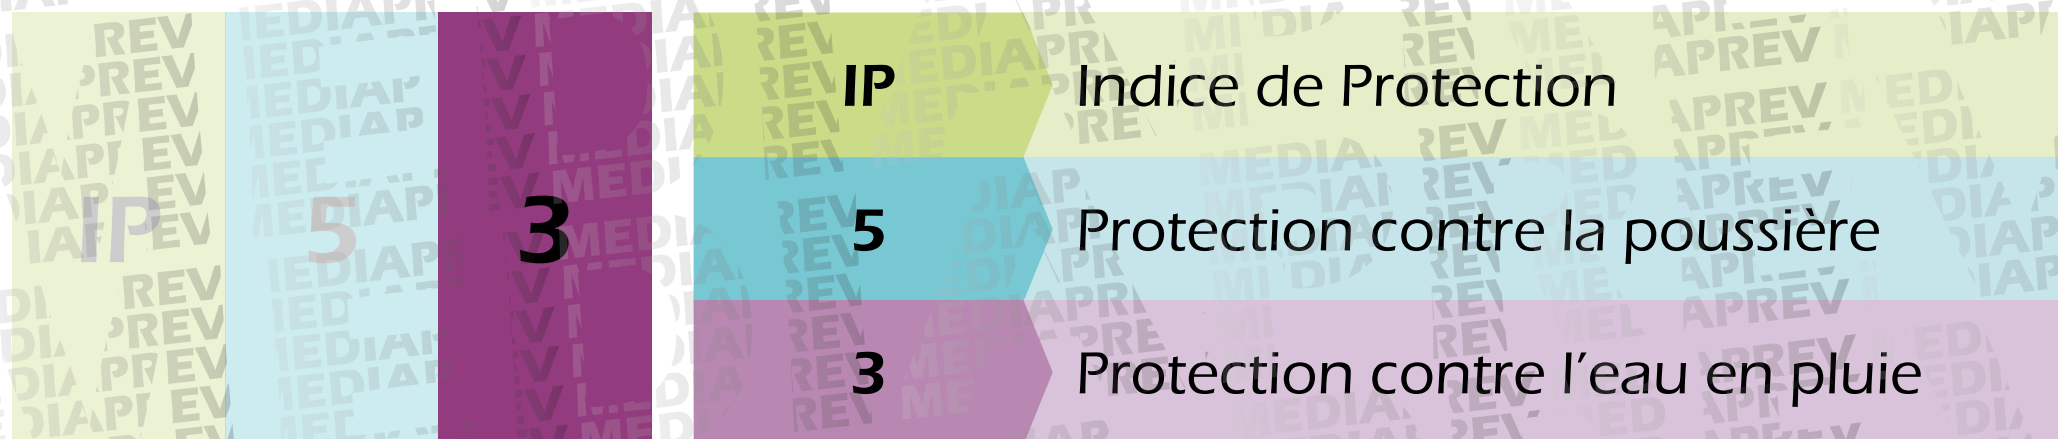 IP 5 3
IP Indice de Protection
5 Protection contre la poussière
3 Protection contre l’eau en pluie